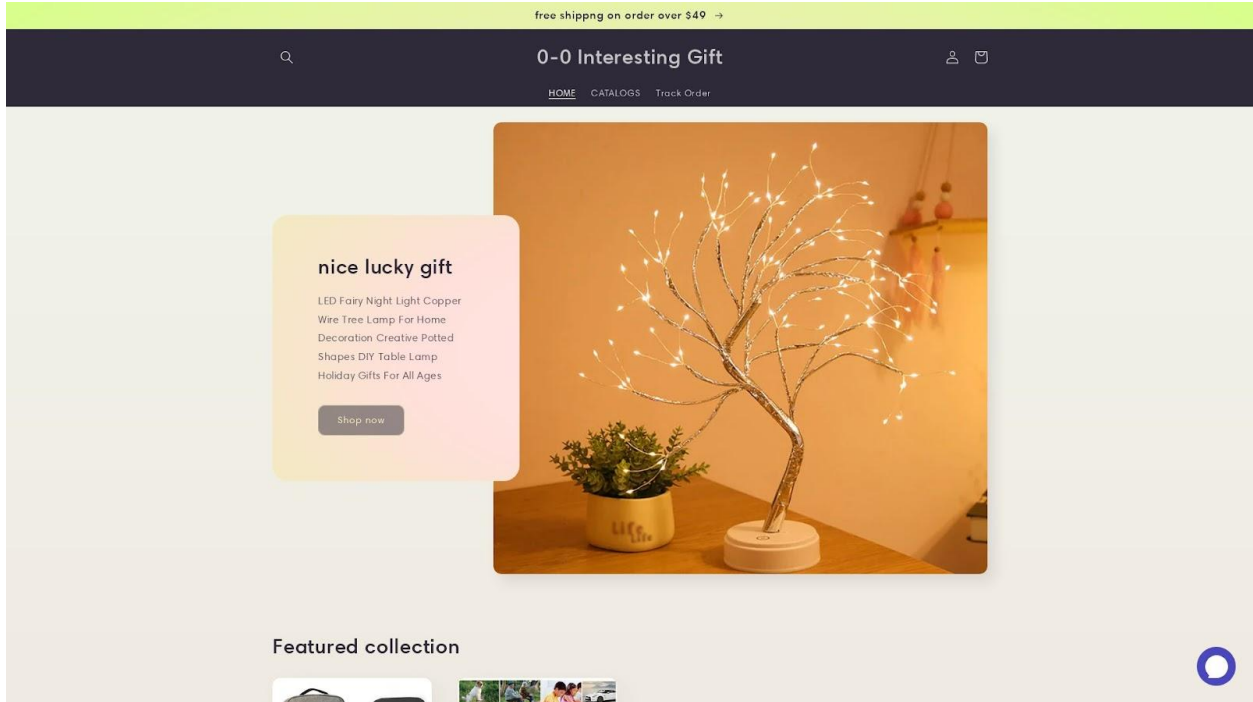 free shippng on order over $49
0-0 Interesting Gift
HOME CATALOGS Track Order
nice lucky gift
LED Fairy Night Light Copper
Wire Tree Lamp For Home
Decoration Creative Potted
Shapes DIY Table Lamp
Holiday Gifts For All Ages
Shop now
Life
Life
Featured collection